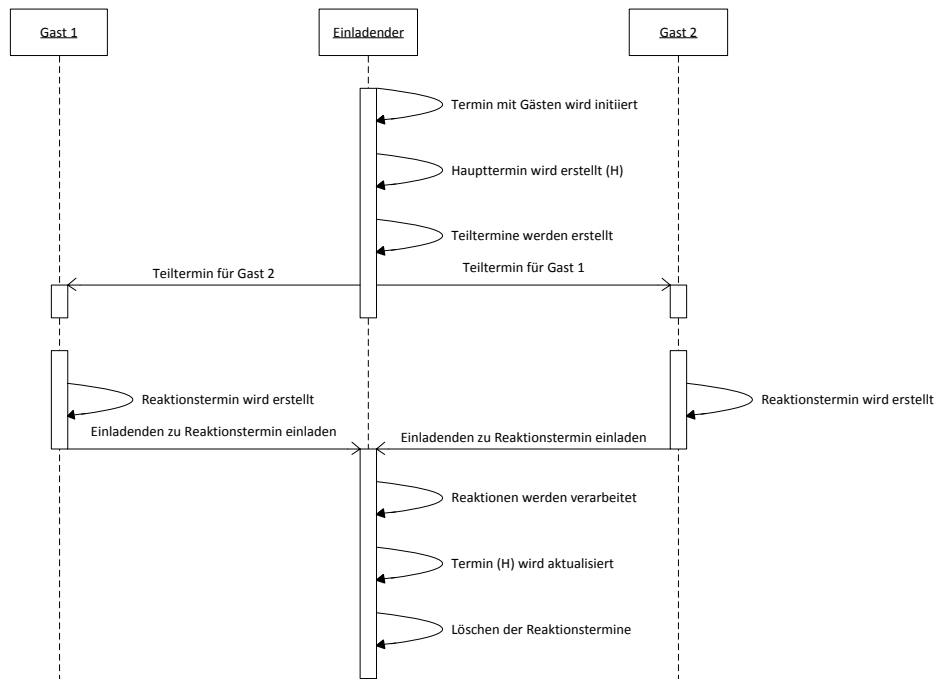 Gast 1
Einladender
Gast 2
Termin mit Gästen wird initiiert
Haupttermin wird erstellt (H)
Teiltermine werden erstellt
Teiltermin für Gast 2
Teiltermin für Gast 1
Reaktionstermin wird erstellt
Reaktionstermin wird erstellt
Einladenden zu Reaktionstermin einladen
Einladenden zu Reaktionstermin einladen
Reaktionen werden verarbeitet
Termin (H) wird aktualisiert
Löschen der Reaktionstermine